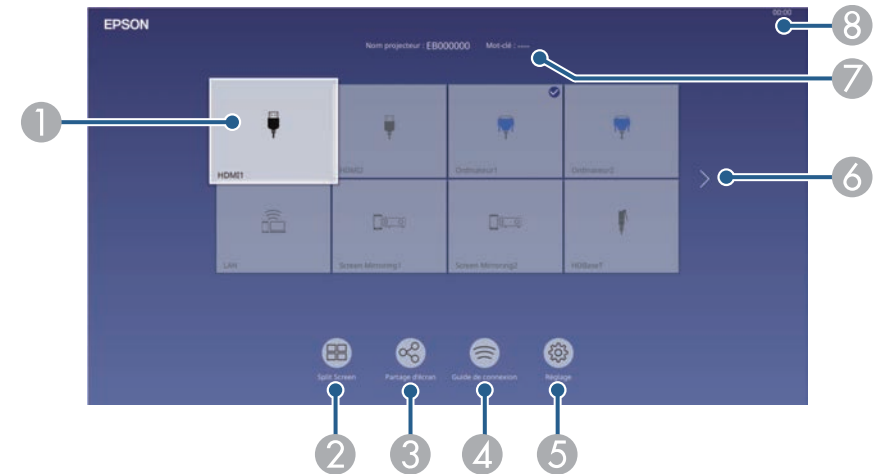 00:00
EPSON
8
Nom projecteur : EB000000 Mot-clé : ----
7
1
HDMI1 HDMI2 Ordinateur1 Ordinateur2
6
LAN Screen Mirroring1 Screen Mirroring2 HDBaseT
Split Screen Partage d'écran Guide de connexion Réglage
2 3 4 5